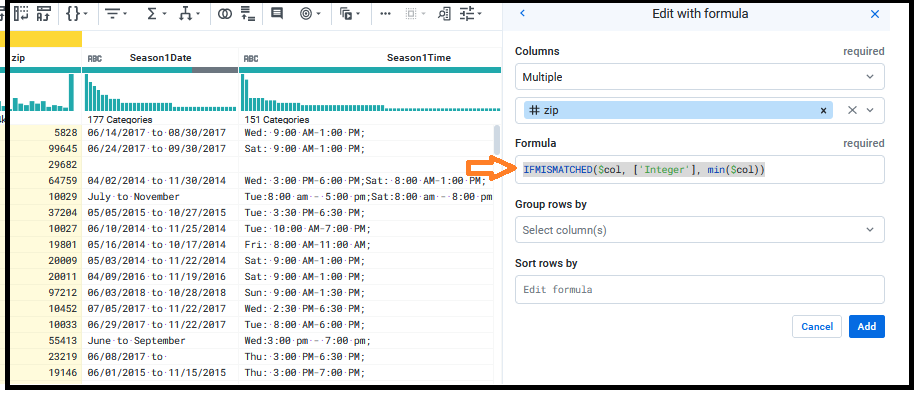 Edit with formula
zip ABC Season1Date ABC Season1Time
177 Categories 151 Categories
5828 06/14/2017 to 08/30/2017 Wed: 9:00 AM-1:00 PM;
99645 06/24/2017 to 09/30/2017 Sat: 9:00 AM-1:00 PM;
29682
64759 04/02/2014 to 11/30/2014 Wed: 3:00 PM-6:00 PM;Sat: 8:00 AM-1:00 PM;
10029 July to November Tue:8:00 am - 5:00 pm;Sat:8:00 am - 8:00 pm
37204 05/05/2015 to 10/27/2015 Tue: 3:30 PM-6:30 PM;
10027 06/10/2014 to 11/25/2014 Tue: 10:00 AM-7:00 PM;
19801 05/16/2014 to 10/17/2014 Fri: 8:00 AM-11:00 AM;
20009 05/03/2014 to 11/22/2014 Sat: 9:00 AM-1:00 PM;
20011 04/09/2016 to 11/19/2016 Sat: 9:00 AM-1:00 PM;
97212 06/03/2018 to 10/28/2018 Sun: 9:00 AM-1:30 PM;
10452 07/05/2017 to 11/22/2017 Wed: 2:30 PM-6:30 PM;
10033 06/29/2017 to 11/22/2017 Tue: 8:00 AM-6:00 PM;
55413 June to September Wed:3:00 pm - 7:00 pm;
23219 06/08/2017 to Thu: 3:00 PM-6:30 PM;
19146 06/01/2015 to 11/15/2015 Thu: 3:00 PM-7:00 PM;
Columns required
Multiple
# zip
Formula required
IFMISMATCHED($col, ['Integer'], min($col))
Group rows by
Select column(s)
Sort rows by
Edit formula
Cancel Add